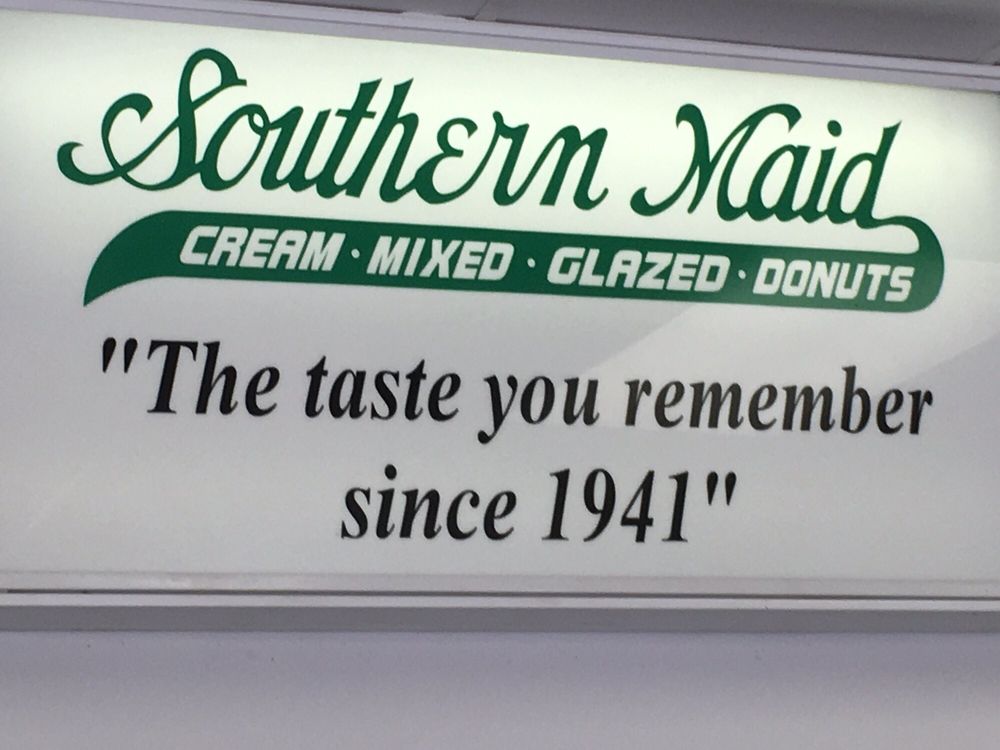 Southern Maid
CREAM · MIXED · GLAZED · DONUTS
"The taste you remember
since 1941"